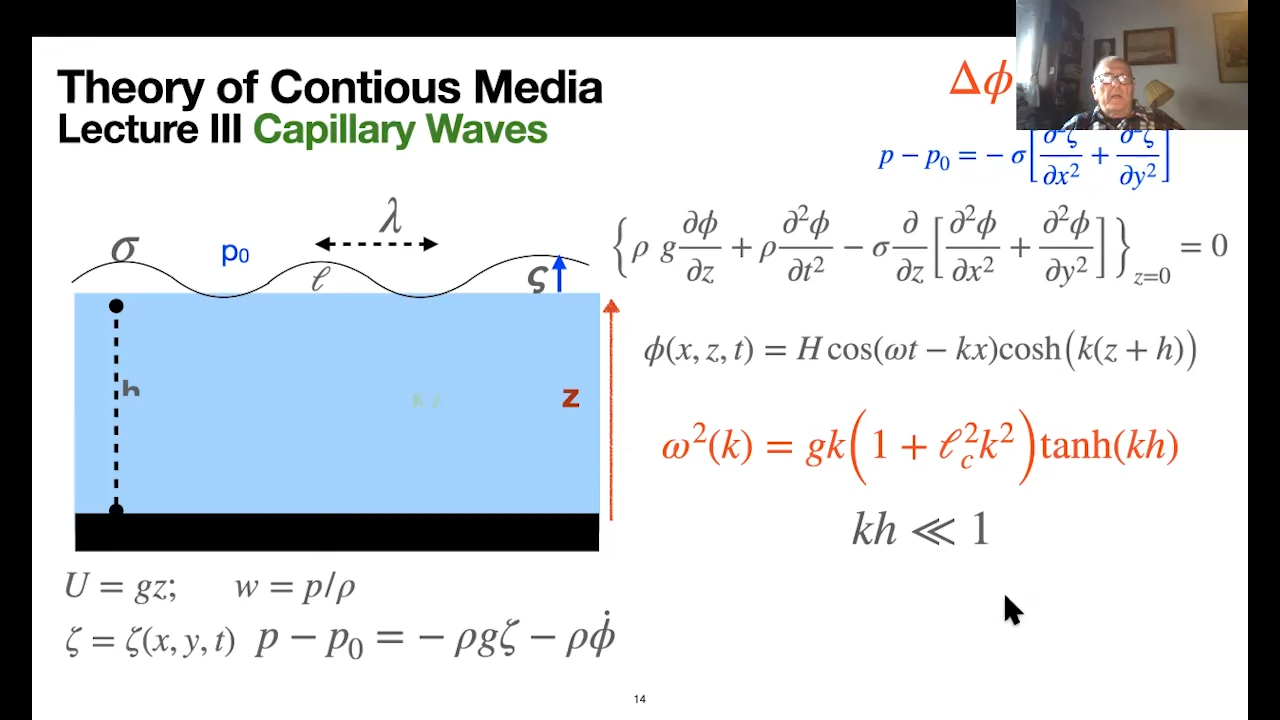 Theory of Contious Media
Lecture III Capillary Waves
Δϕ
p − p₀ = − σ[∂²ζ/∂x² + ∂²ζ/∂y²]
λ
σ
p₀
ℓ
ς
{ρ g ∂ϕ/∂z + ρ ∂²ϕ/∂t² − σ ∂/∂z [∂²ϕ/∂x² + ∂²ϕ/∂y²]}_{z=0} = 0
ϕ(x, z, t) = H cos(ωt − kx)cosh(k(z + h))
h
z
ω²(k) = gk(1 + ℓ_c²k²)tanh(kh)
kh ≪ 1
U = gz; w = p/ρ
ζ = ζ(x, y, t) p − p₀ = − ρgζ − ρϕ̇
14